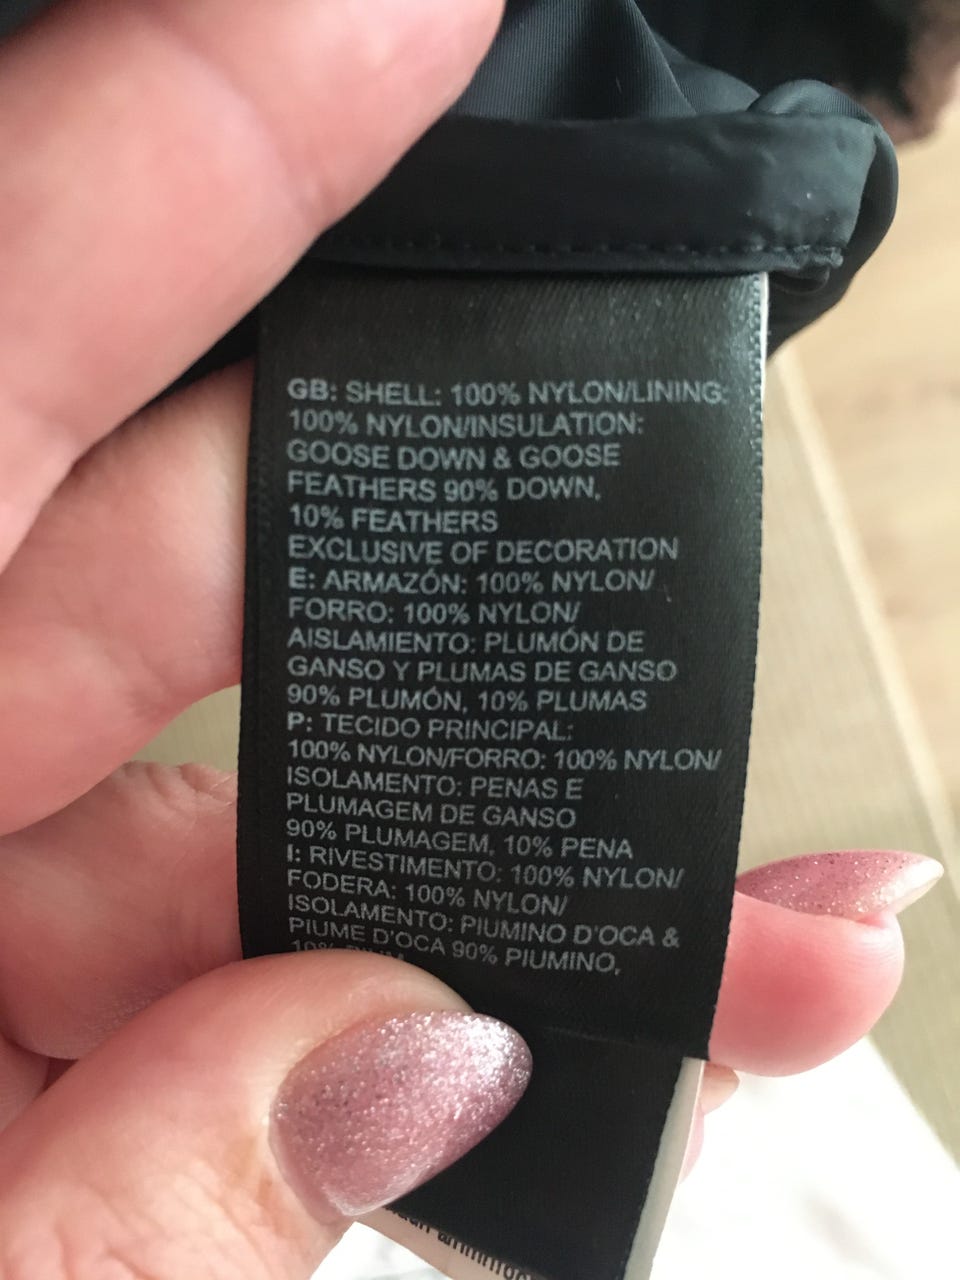 GB: SHELL: 100% NYLON/LINING:
100% NYLON/INSULATION:
GOOSE DOWN & GOOSE
FEATHERS 90% DOWN,
10% FEATHERS
EXCLUSIVE OF DECORATION
E: ARMAZÓN: 100% NYLON/
FORRO: 100% NYLON/
AISLAMIENTO: PLUMÓN DE
GANSO Y PLUMAS DE GANSO
90% PLUMÓN, 10% PLUMAS
P: TECIDO PRINCIPAL:
100% NYLON/FORRO: 100% NYLON/
ISOLAMENTO: PENAS E
PLUMAGEM DE GANSO
90% PLUMAGEM, 10% PENA
I: RIVESTIMENTO: 100% NYLON/
FODERA: 100% NYLON/
ISOLAMENTO: PIUMINO D'OCA &
PIUME D'OCA 90% PIUMINO,
10%